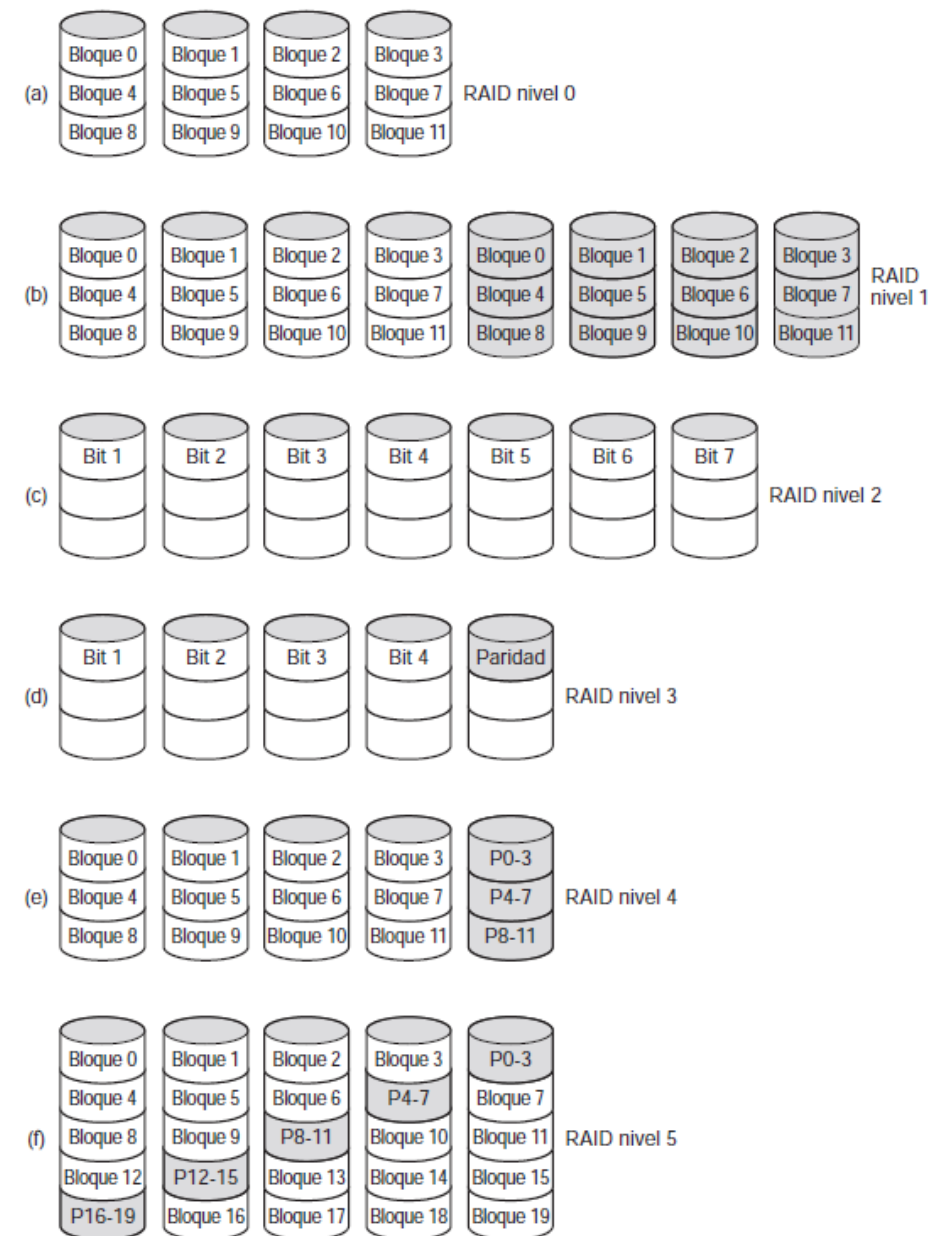 Bloque 0 Bloque 1 Bloque 2 Bloque 3
(a) Bloque 4 Bloque 5 Bloque 6 Bloque 7 RAID nivel 0
Bloque 8 Bloque 9 Bloque 10 Bloque 11
Bloque 0 Bloque 1 Bloque 2 Bloque 3 Bloque 0 Bloque 1 Bloque 2 Bloque 3
(b) Bloque 4 Bloque 5 Bloque 6 Bloque 7 Bloque 4 Bloque 5 Bloque 6 Bloque 7 RAID nivel 1
Bloque 8 Bloque 9 Bloque 10 Bloque 11 Bloque 8 Bloque 9 Bloque 10 Bloque 11
Bit 1 Bit 2 Bit 3 Bit 4 Bit 5 Bit 6 Bit 7
(c) RAID nivel 2
Bit 1 Bit 2 Bit 3 Bit 4 Paridad
(d) RAID nivel 3
Bloque 0 Bloque 1 Bloque 2 Bloque 3 P0-3
(e) Bloque 4 Bloque 5 Bloque 6 Bloque 7 P4-7 RAID nivel 4
Bloque 8 Bloque 9 Bloque 10 Bloque 11 P8-11
Bloque 0 Bloque 1 Bloque 2 Bloque 3 P0-3
Bloque 4 Bloque 5 Bloque 6 P4-7 Bloque 7
(f) Bloque 8 Bloque 9 P8-11 Bloque 10 Bloque 11 RAID nivel 5
Bloque 12 P12-15 Bloque 13 Bloque 14 Bloque 15
P16-19 Bloque 16 Bloque 17 Bloque 18 Bloque 19